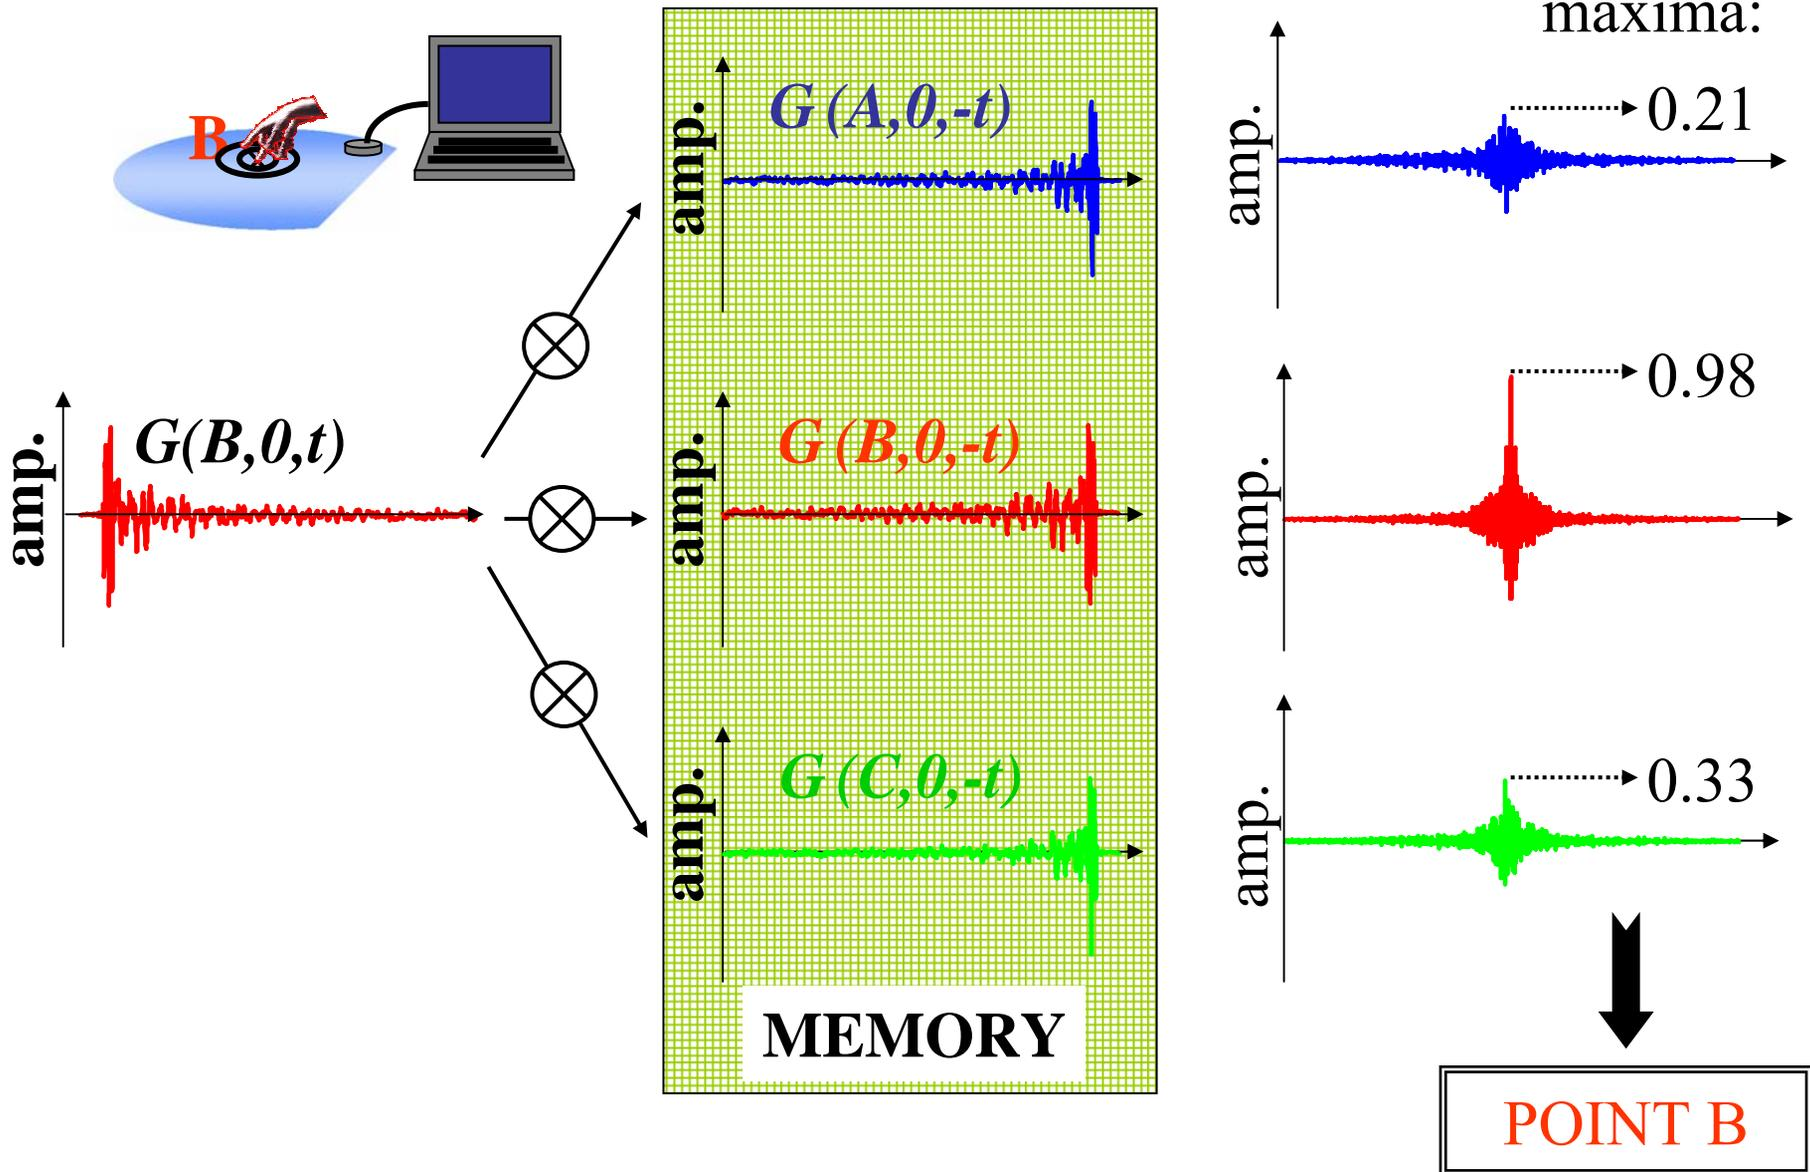 maxima:
B
amp.
G(B,0,t)
amp.
G (A,0,-t)
amp.
G (B,0,-t)
amp.
G (C,0,-t)
MEMORY
amp.
0.21
amp.
0.98
amp.
0.33
POINT B